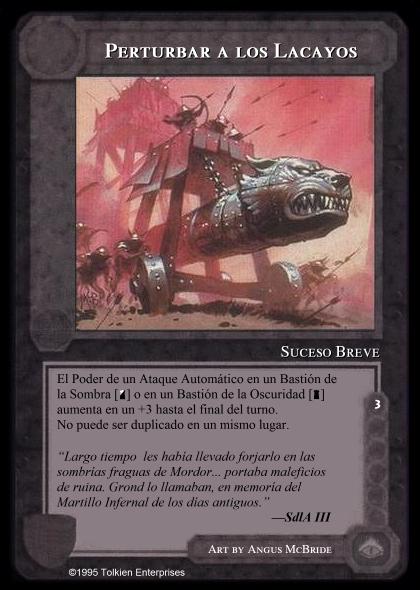 Perturbar a los Lacayos
Suceso Breve
El Poder de un Ataque Automático en un Bastión de
la Sombra [] o en un Bastión de la Oscuridad []
aumenta en un +3 hasta el final del turno.
No puede ser duplicado en un mismo lugar.
3
“Largo tiempo les había llevado forjarlo en las
sombrías fraguas de Mordor... portaba maleficios
de ruina. Grond lo llamaban, en memoria del
Martillo Infernal de los días antiguos.”
—SdlA III
Art by Angus McBride
©1995 Tolkien Enterprises